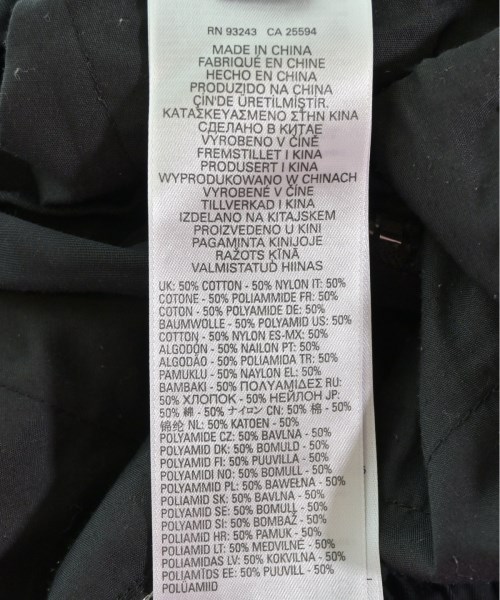 RN 93243 CA 25594
MADE IN CHINA
FABRIQUÉ EN CHINE
HECHO EN CHINA
PRODUZIDO NA CHINA
ÇIN'DE ÜRETİLMİŞTİR.
ΚΑΤΑΣΚΕΥΑΣΜΕΝΟ ΣΤΗΝ ΚΙΝΑ
СДЕЛАНО В КИТАЕ
VYROBENO V ČÍNĚ
FREMSTILLET I KINA
PRODUSERT I KINA
WYPRODUKOWANO W CHINACH
VYROBENÉ V ČÍNE
TILLVERKAD I KINA
IZDELANO NA KITAJSKEM
PROIZVEDENO U KINI
PAGAMINTA KINIJOJE
RAŽOTS ĶĪNĀ
VALMISTATUD HIINAS
UK: 50% COTTON - 50% NYLON IT: 50%
COTONE - 50% POLIAMMIDE FR: 50%
COTON - 50% POLYAMIDE DE: 50%
BAUMWOLLE - 50% POLYAMID US: 50%
COTTON - 50% NYLON ES-MX: 50%
ALGODÓN - 50% NAILON PT: 50%
ALGODÃO - 50% POLIAMIDA TR: 50%
PAMUKLU - 50% NAYLON EL: 50%
ΒΑΜΒΑΚΙ - 50% ΠΟΛΥΑΜΙΔΕΣ RU:
50% ХЛОПОК - 50% НЕЙЛОН JP:
50% 綿 - 50% ナイロン CN: 50% 棉 - 50%
锦纶 NL: 50% KATOEN - 50%
POLYAMIDE CZ: 50% BAVLNA - 50%
POLYAMID DK: 50% BOMULD - 50%
POLYAMID FI: 50% PUUVILLA - 50%
POLYAMIDI NO: 50% BOMULL - 50%
POLYAMMID PL: 50% BAWEŁNA - 50%
POLIAMID SK: 50% BAVLNA - 50%
POLYAMID SE: 50% BOMULL - 50%
POLYAMID SI: 50% BOMBAŽ - 50%
POLIAMID HR: 50% PAMUK - 50%
POLIAMID LT: 50% MEDVILNĖ - 50%
POLIAMIDAS LV: 50% KOKVILNA - 50%
POLIAMĪDS EE: 50% PUUVILL - 50%
POLÜAMIID